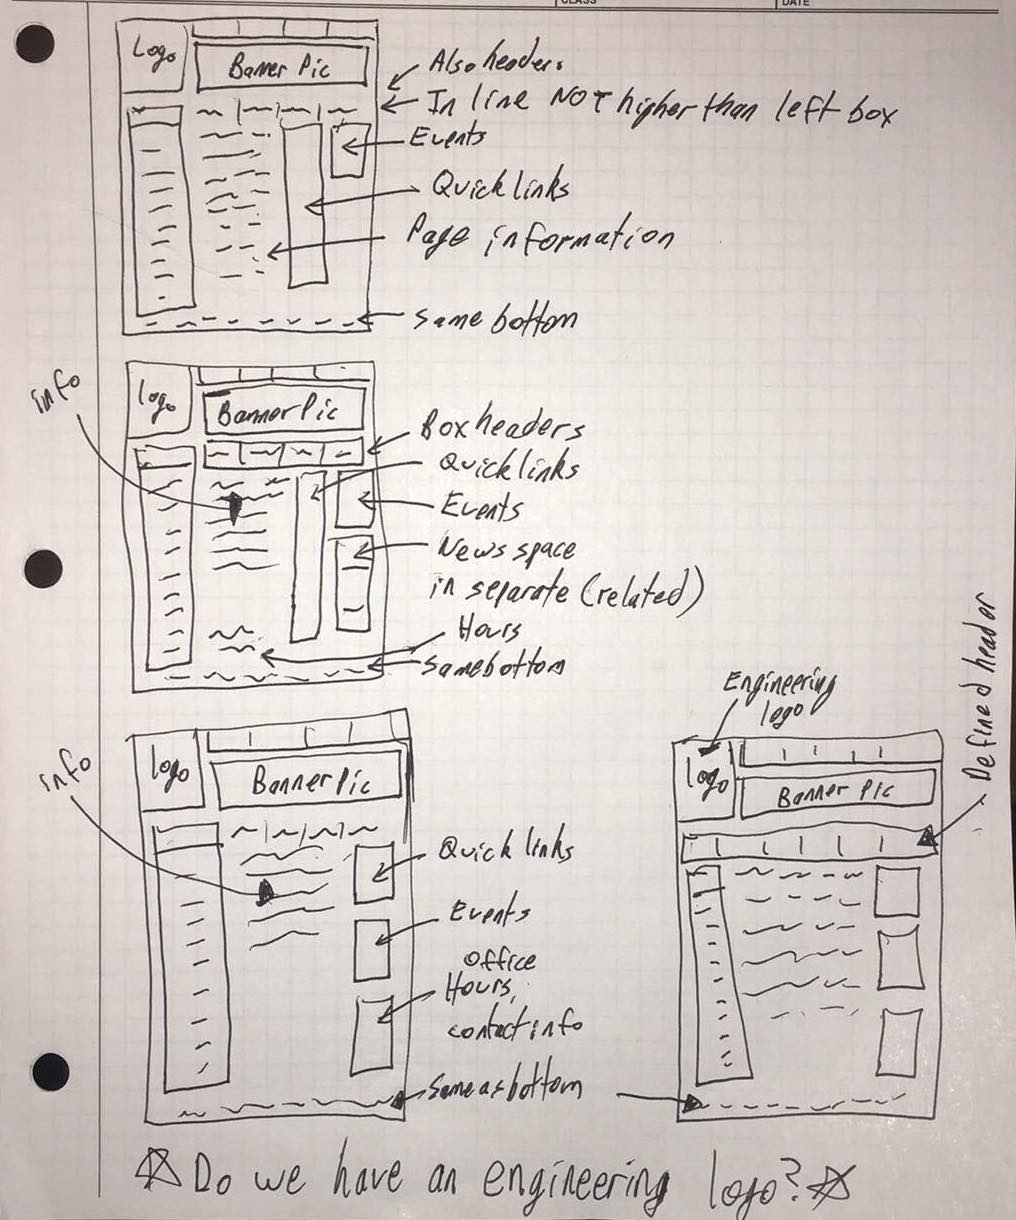 CLASS
DATE
Logo
Banner Pic
Also headers
In line NOT higher than left box
Events
Quick links
Page information
Same bottom
info
logo
Banner Pic
Box headers
Quick links
Events
News space
in separate (related)
Hours
Same bottom
info
logo
Banner Pic
Quick links
Events
Office
Hours,
contact info
Same as bottom
Engineering
logo
Defined header
logo
Banner Pic
Do we have an engineering logo?